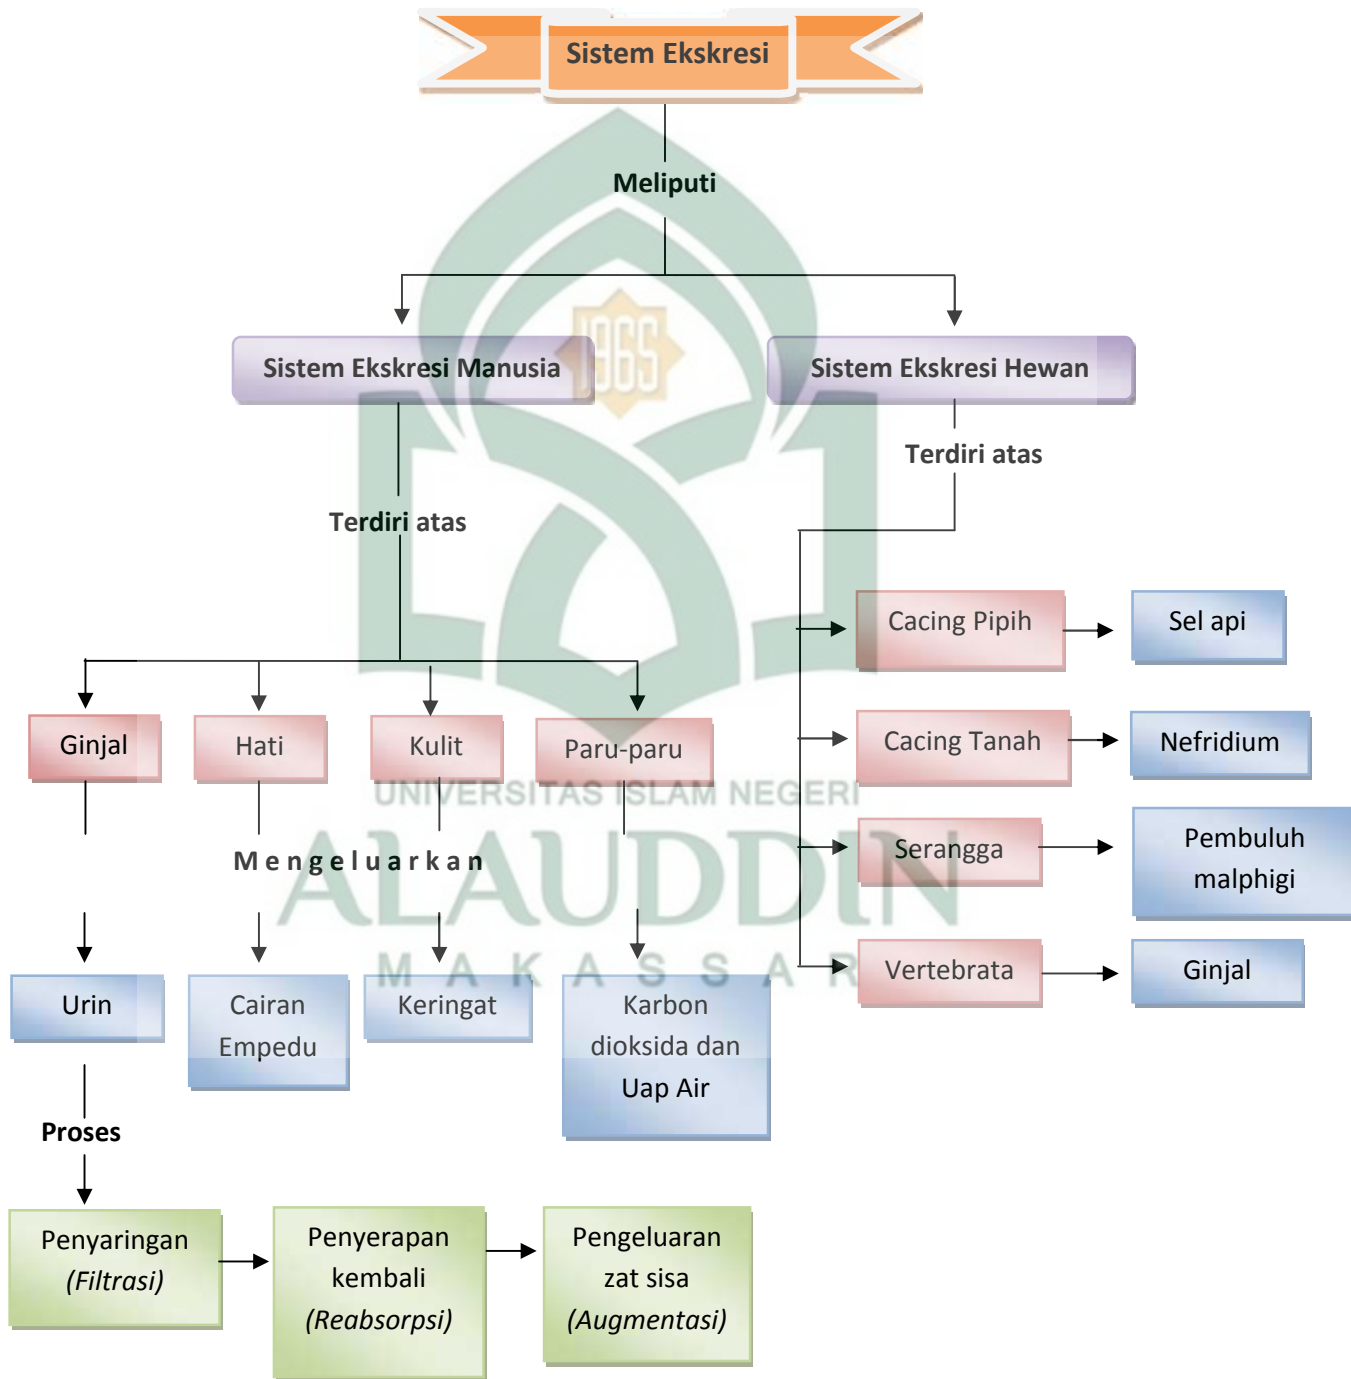 Sistem Ekskresi
Meliputi
1965
Sistem Ekskresi Manusia
Sistem Ekskresi Hewan
Terdiri atas
Terdiri atas
Ginjal
Hati
Kulit
Paru-paru
Mengeluarkan
Urin
Cairan
Empedu
Keringat
Karbon
dioksida dan
Uap Air
Proses
Penyaringan
(Filtrasi)
Penyerapan
kembali
(Reabsorpsi)
Pengeluaran
zat sisa
(Augmentasi)
Cacing Pipih
Sel api
Cacing Tanah
Nefridium
Serangga
Pembuluh
malphigi
Vertebrata
Ginjal
UNIVERSITAS ISLAM NEGERI
ALAUDDIN
MAKASSAR